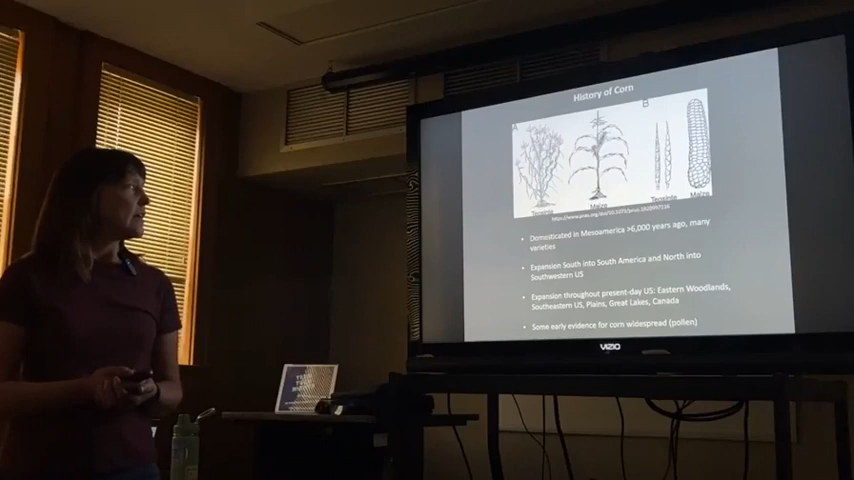 History of Corn
A
B
Teosinte
Maize
Teosinte
Maize
• Domesticated in Mesoamerica >6,000 years ago, many
varieties
• Expansion South into South America and North into
Southwestern US
• Expansion throughout present-day US: Eastern Woodlands,
Southeastern US, Plains, Great Lakes, Canada
• Some early evidence for corn widespread (pollen)
VIZIO